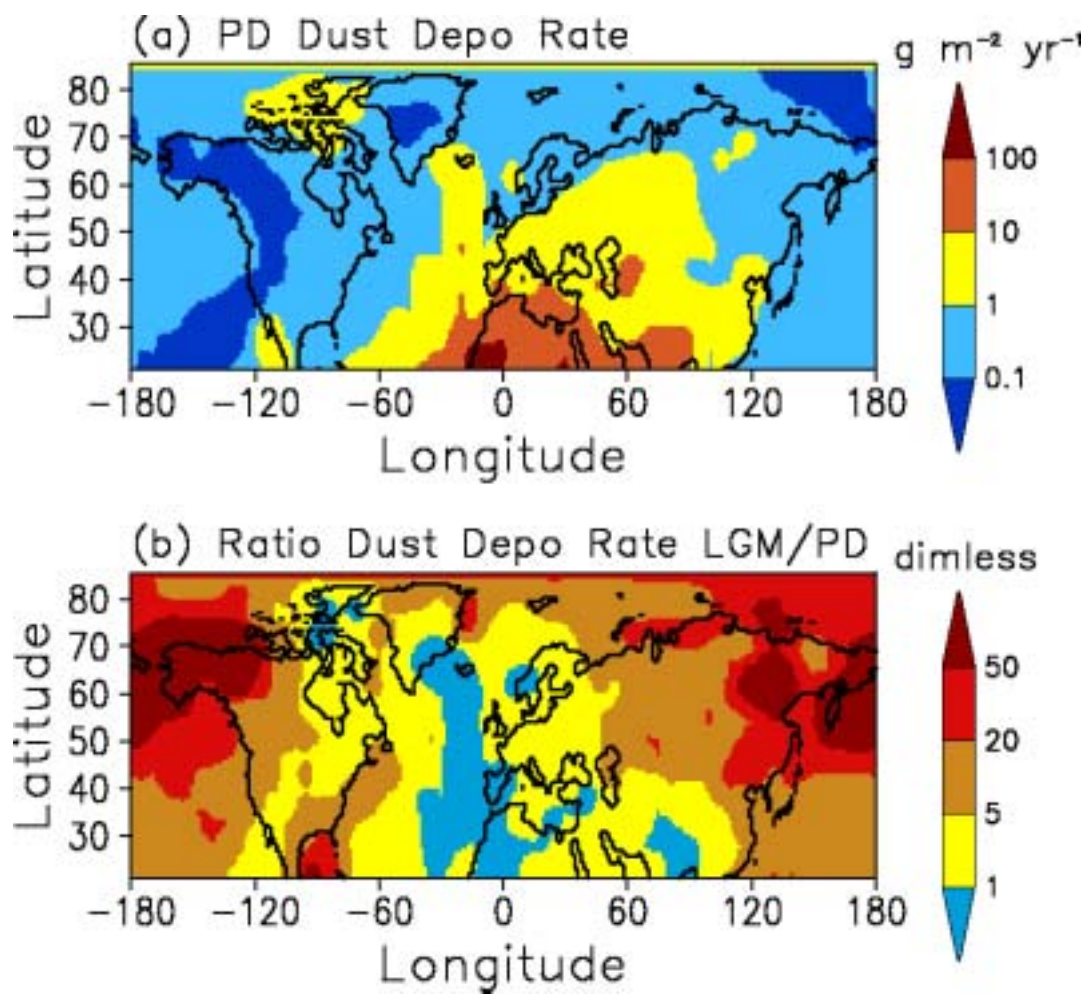 (a) PD Dust Depo Rate
g m⁻² yr⁻¹
Latitude
80
70
60
50
40
30
-180 -120 -60 0 60 120 180
Longitude
100
10
1
0.1
(b) Ratio Dust Depo Rate LGM/PD
dimless
Latitude
80
70
60
50
40
30
-180 -120 -60 0 60 120 180
Longitude
50
20
5
1